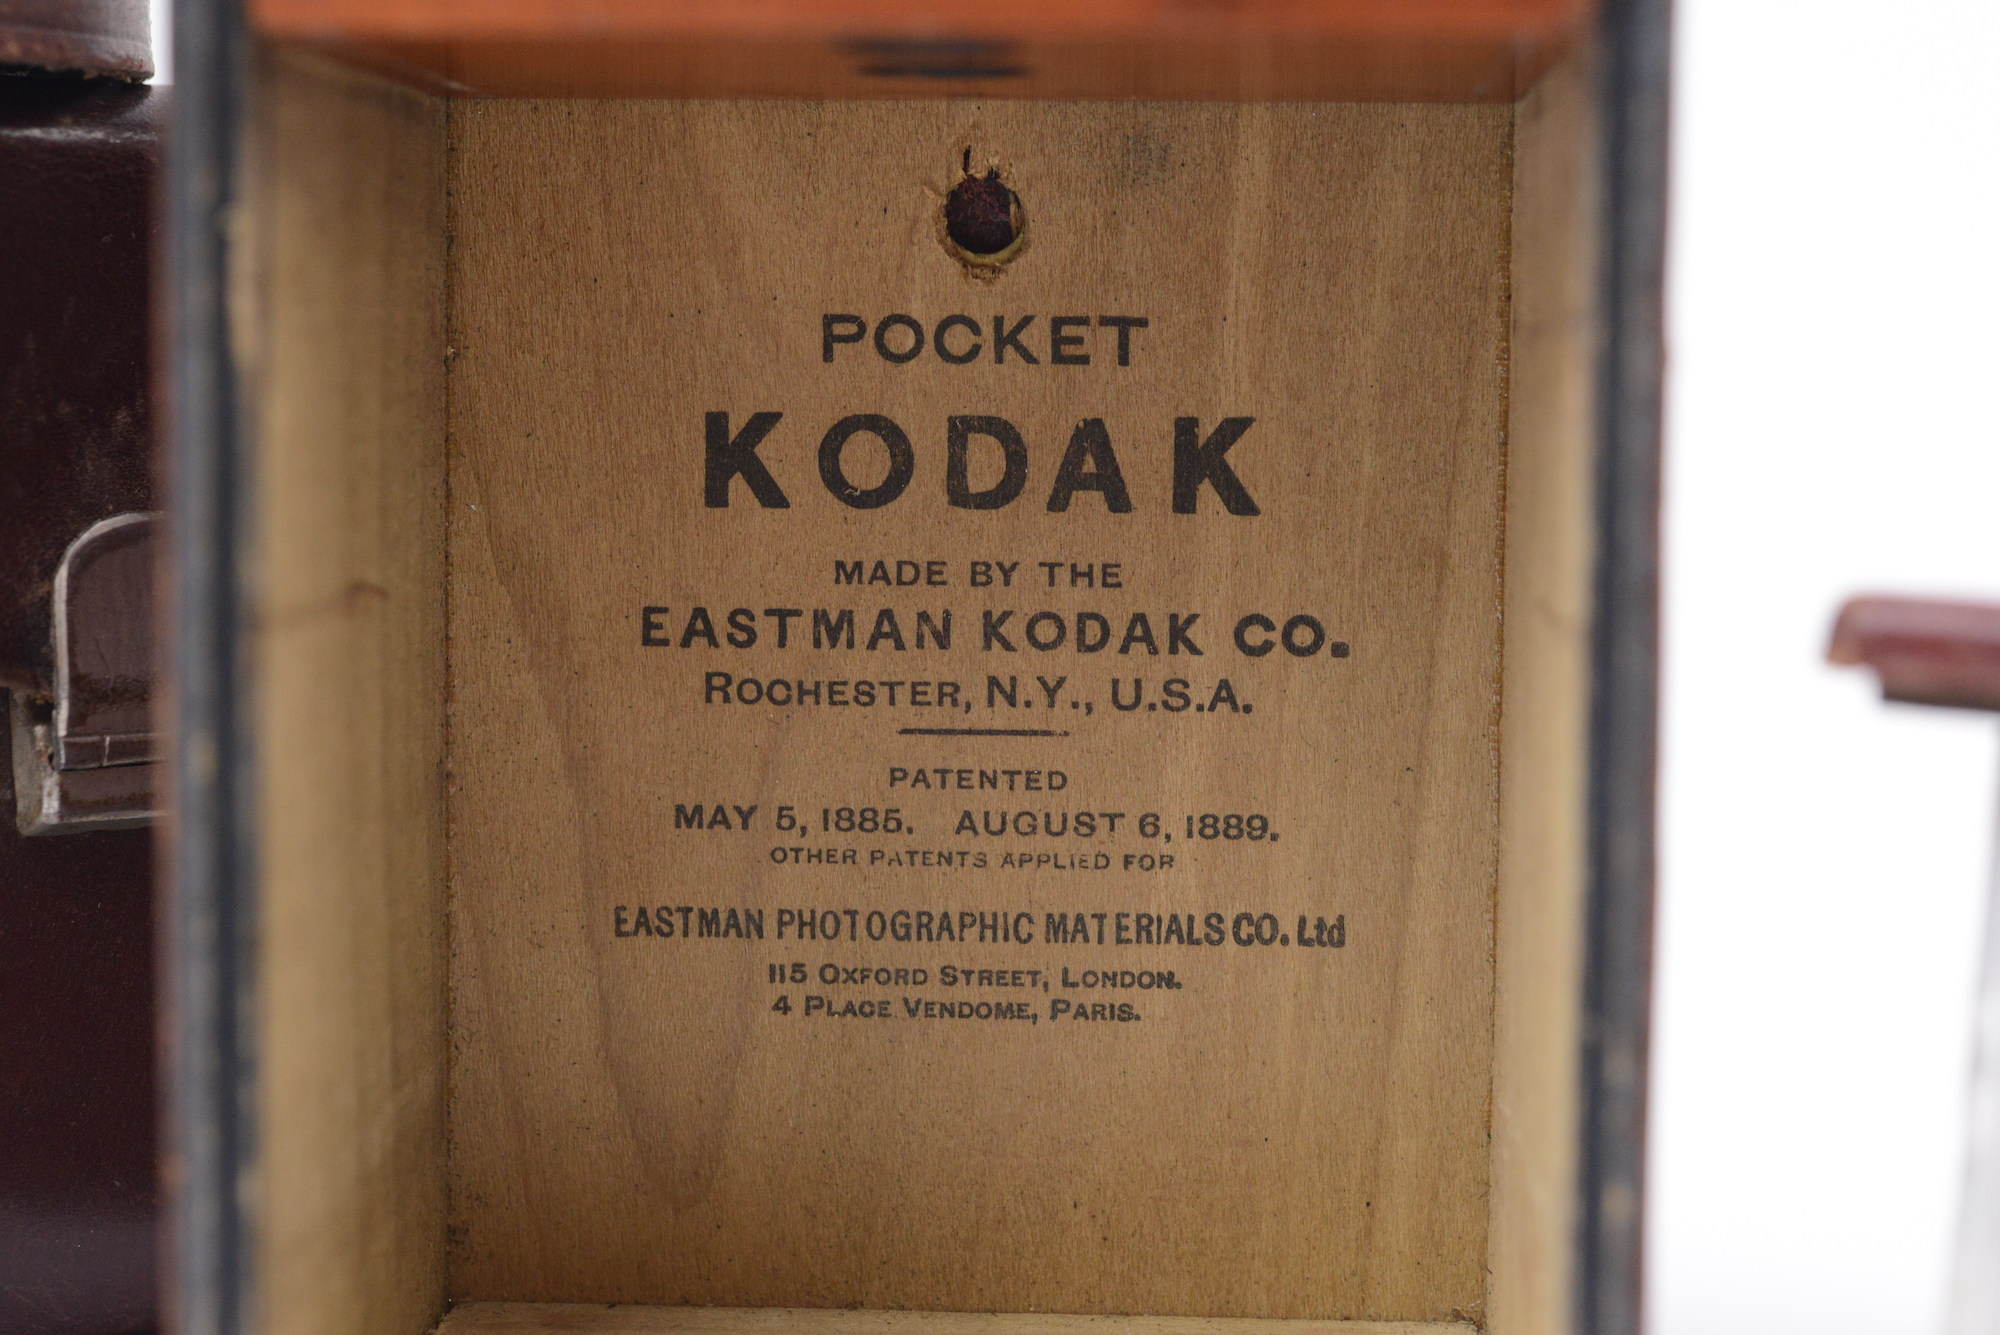 POCKET
KODAK
MADE BY THE
EASTMAN KODAK CO.
ROCHESTER, N.Y., U.S.A.
PATENTED
MAY 5, 1885. AUGUST 6, 1889.
OTHER PATENTS APPLIED FOR
EASTMAN PHOTOGRAPHIC MATERIALS CO. Ltd
115 OXFORD STREET, LONDON.
4 PLACE VENDOME, PARIS.